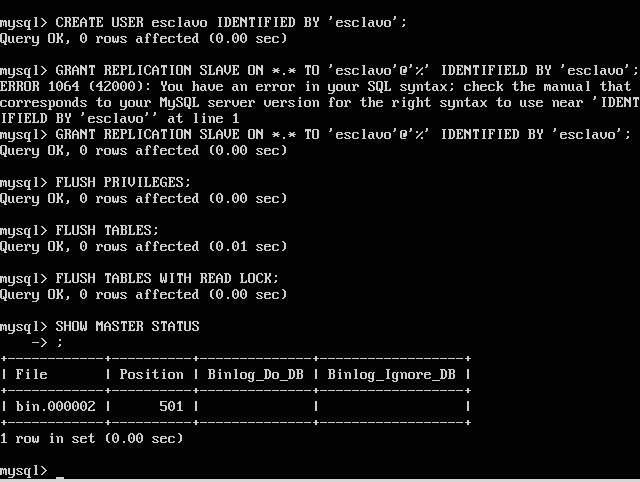 mysql> CREATE USER esclavo IDENTIFIED BY 'esclavo';
Query OK, 0 rows affected (0.00 sec)
mysql> GRANT REPLICATION SLAVE ON *.* TO 'esclavo'@'%' IDENTIFIELD BY 'esclavo';
ERROR 1064 (42000): You have an error in your SQL syntax; check the manual that
corresponds to your MySQL server version for the right syntax to use near 'IDENT
IFIELD BY 'esclavo'' at line 1
mysql> GRANT REPLICATION SLAVE ON *.* TO 'esclavo'@'%' IDENTIFIED BY 'esclavo';
Query OK, 0 rows affected (0.00 sec)
mysql> FLUSH PRIVILEGES;
Query OK, 0 rows affected (0.00 sec)
mysql> FLUSH TABLES;
Query OK, 0 rows affected (0.01 sec)
mysql> FLUSH TABLES WITH READ LOCK;
Query OK, 0 rows affected (0.00 sec)
mysql> SHOW MASTER STATUS
    -> ;
+------------+----------+--------------+------------------+
| File       | Position | Binlog_Do_DB | Binlog_Ignore_DB |
+------------+----------+--------------+------------------+
| bin.000002 |      501 |              |                  |
+------------+----------+--------------+------------------+
1 row in set (0.00 sec)
mysql> _